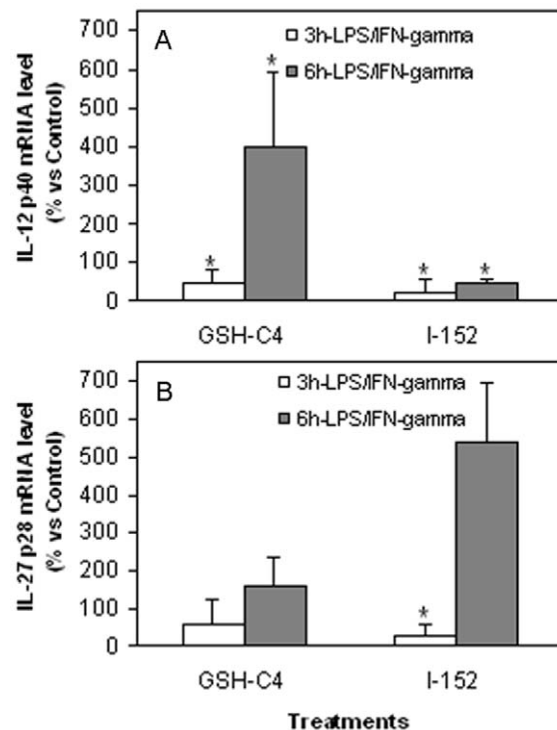 A
3h-LPS/IFN-gamma
6h-LPS/IFN-gamma
IL-12 p40 mRNA level
(% vs Control)
700
600
500
400
300
200
100
0
*
*
*
*
GSH-C4
I-152
B
3h-LPS/IFN-gamma
6h-LPS/IFN-gamma
IL-27 p28 mRNA level
(% vs Control)
700
600
500
400
300
200
100
0
*
GSH-C4
I-152
Treatments